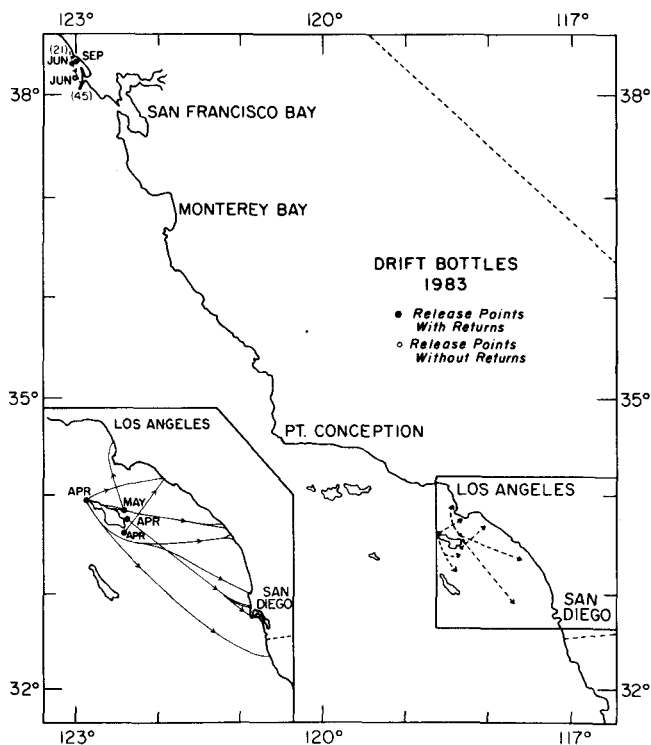 123° 120° 117°
(21)
JUN SEP
JUN
(45)
38° 38°
SAN FRANCISCO BAY
MONTEREY BAY
DRIFT BOTTLES
1983
Release Points
With Returns
Release Points
Without Returns
35° 35°
PT. CONCEPTION
LOS ANGELES
APR
MAY
APR
APR
SAN
DIEGO
LOS ANGELES
SAN
DIEGO
32° 32°
123° 120° 117°